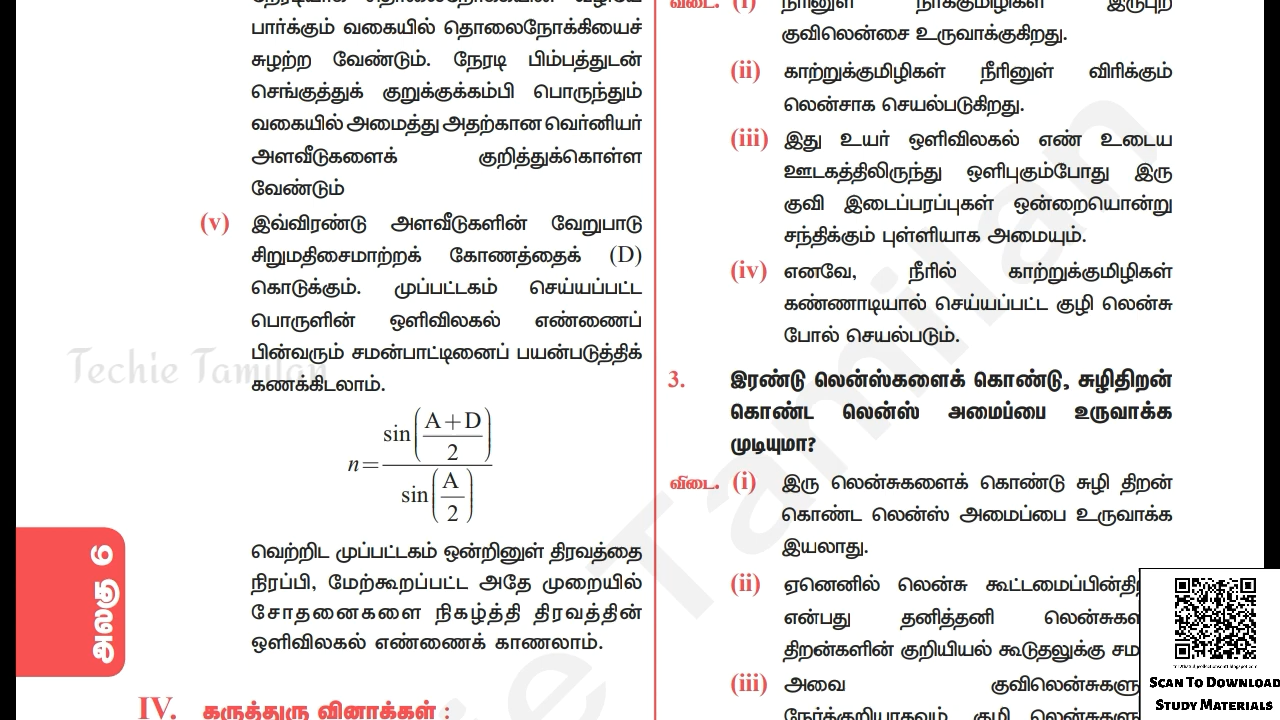 பார்க்கும் வகையில் தொலைநோக்கியைச்
சுழற்ற வேண்டும். நேரடி பிம்பத்துடன்
செங்குத்துக் குறுக்குக்கம்பி பொருந்தும்
வகையில் அமைத்து அதற்கான வெர்னியர்
அளவீடுகளைக் குறித்துக்கொள்ள
வேண்டும்
(v) இவ்விரண்டு அளவீடுகளின் வேறுபாடு
சிறுமதிசைமாற்றக் கோணத்தைக் (D)
கொடுக்கும். முப்பட்டகம் செய்யப்பட்ட
பொருளின் ஒளிவிலகல் எண்ணைப்
பின்வரும் சமன்பாட்டினைப் பயன்படுத்திக்
கணக்கிடலாம்.
n = sin((A+D)/2) / sin(A/2)
வெற்றிட முப்பட்டகம் ஒன்றினுள் திரவத்தை
நிரப்பி, மேற்கூறப்பட்ட அதே முறையில்
சோதனைகளை நிகழ்த்தி திரவத்தின்
ஒளிவிலகல் எண்ணைக் காணலாம்.
IV. கருத்துரு வினாக்கள் :
அலகு 6
Techie Tamilan
விடை. (i) நீரினுள் நீர்க்குமிழிகள் இருபுற
குவிலென்சை உருவாக்குகிறது.
(ii) காற்றுக்குமிழிகள் நீரினுள் விரிக்கும்
லென்சாக செயல்படுகிறது.
(iii) இது உயர் ஒளிவிலகல் எண் உடைய
ஊடகத்திலிருந்து ஒளிபுகும்போது இரு
குவி இடைப்பரப்புகள் ஒன்றையொன்று
சந்திக்கும் புள்ளியாக அமையும்.
(iv) எனவே, நீரில் காற்றுக்குமிழிகள்
கண்ணாடியால் செய்யப்பட்ட குழி லென்சு
போல் செயல்படும்.
3. இரண்டு லென்ஸ்களைக் கொண்டு, சுழிதிறன்
கொண்ட லென்ஸ் அமைப்பை உருவாக்க
முடியுமா?
விடை. (i) இரு லென்சுகளைக் கொண்டு சுழி திறன்
கொண்ட லென்ஸ் அமைப்பை உருவாக்க
இயலாது.
(ii) ஏனெனில் லென்சு கூட்டமைப்பின்
என்பது தனித்தனி
திறன்களின் குறியியல் கூடுதலுக்கு
(iii) அவை
நேர்க்குறியாகவும், குழி
SCAN TO DOWNLOAD
STUDY MATERIALS